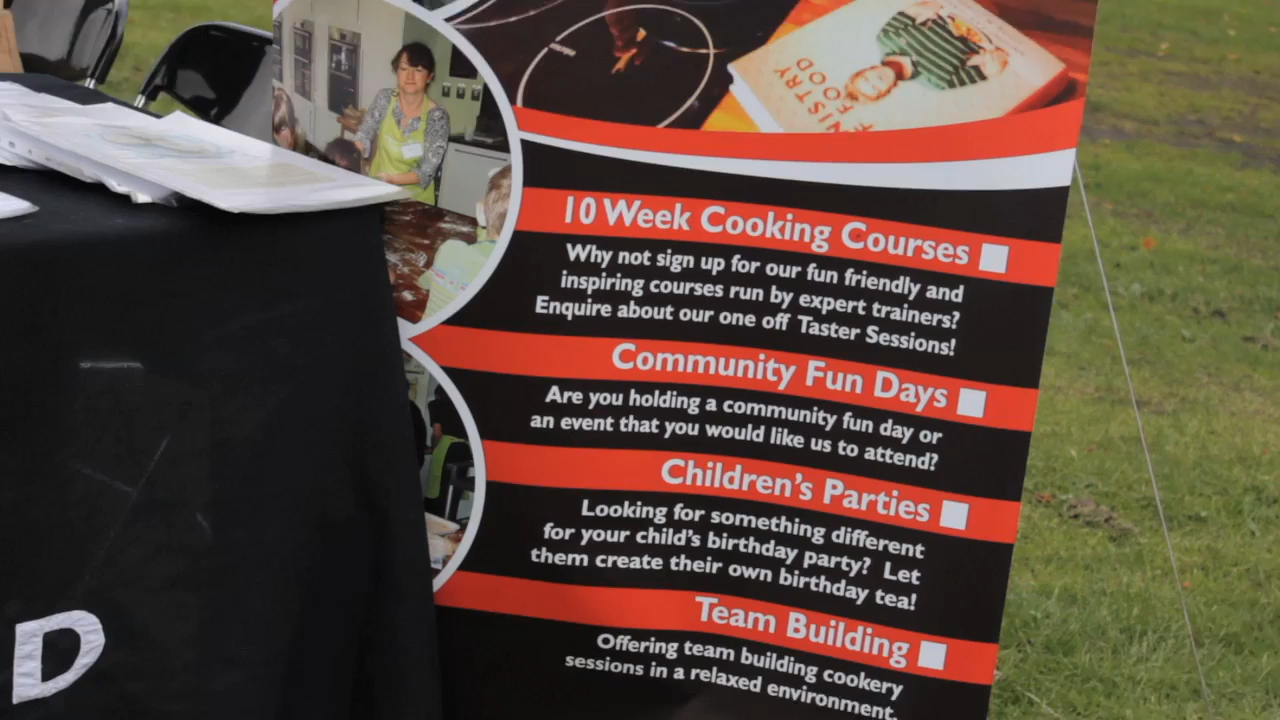 NISTRY
F FOOD
10 Week Cooking Courses
Why not sign up for our fun friendly and
inspiring courses run by expert trainers?
Enquire about our one off Taster Sessions!
Community Fun Days
Are you holding a community fun day or
an event that you would like us to attend?
Children's Parties
Looking for something different
for your child's birthday party? Let
them create their own birthday tea!
Team Building
Offering team building cookery
sessions in a relaxed environment.
D